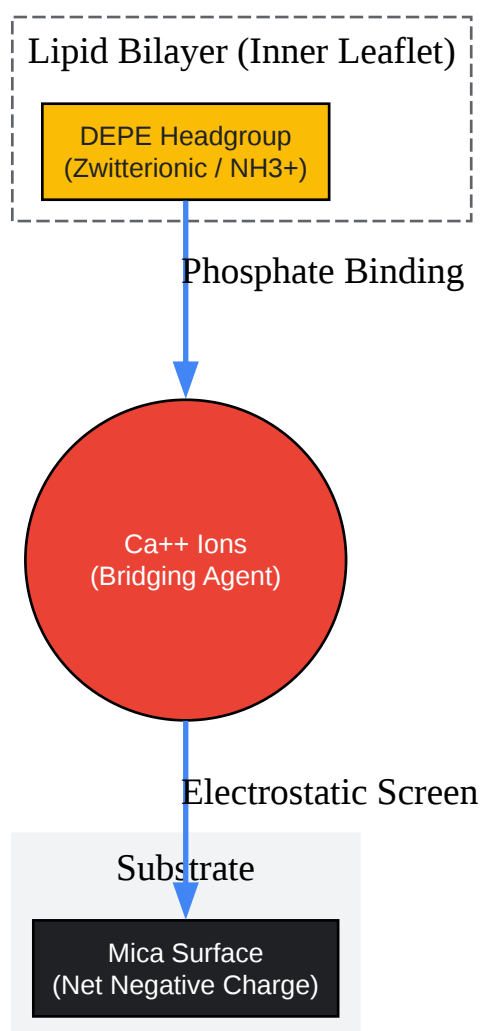 Lipid Bilayer (Inner Leaflet)
DEPE Headgroup
(Zwitterionic / NH3+)
Phosphate Binding
Ca++ Ions
(Bridging Agent)
Electrostatic Screen
Substrate
Mica Surface
(Net Negative Charge)